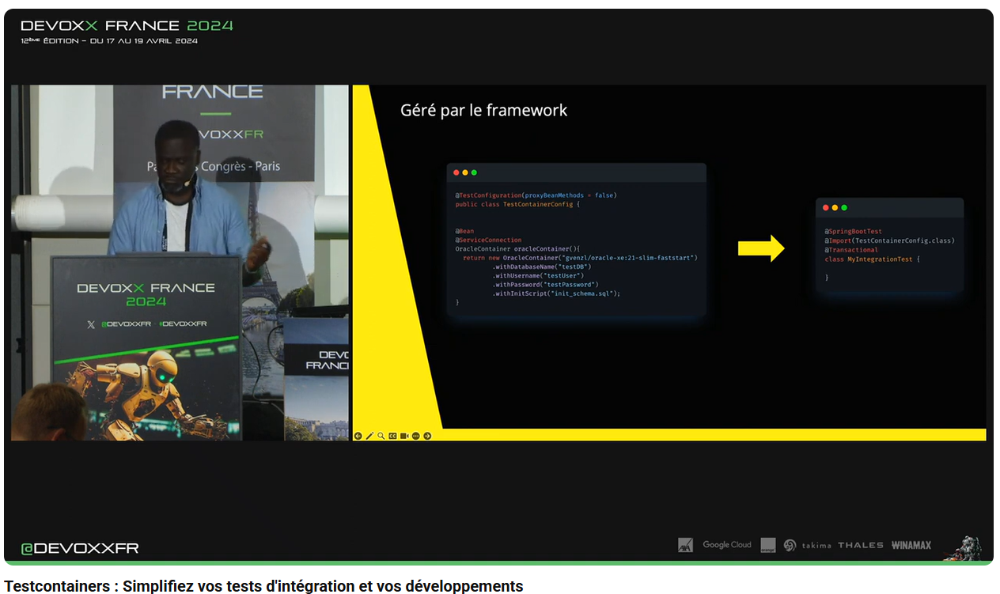 DEVOXX FRANCE 2024
12ÈME ÉDITION – DU 17 AU 19 AVRIL 2024
FRANCE
VOXXFR
Congrès - Paris
DEVOXX FRANCE
2024
@DEVOXXFR - #DEVOXXFR
DEVO
FRANC
Géré par le framework
@TestConfiguration(proxyBeanMethods = false)
public class TestContainerConfig {
@Bean
@ServiceConnection
OracleContainer oracleContainer(){
return new OracleContainer("gvenzl/oracle-xe:21-slim-faststart")
.withDatabaseName("testDB")
.withUsername("testUser")
.withPassword("testPassword")
.withInitScript("init_schema.sql");
}
@SpringBootTest
@Import(TestContainerConfig.class)
@Transactional
class MyIntegrationTest {
}
@DEVOXXFR
AXA Google Cloud takima THALES WINAMAX
Testcontainers : Simplifiez vos tests d'intégration et vos développements